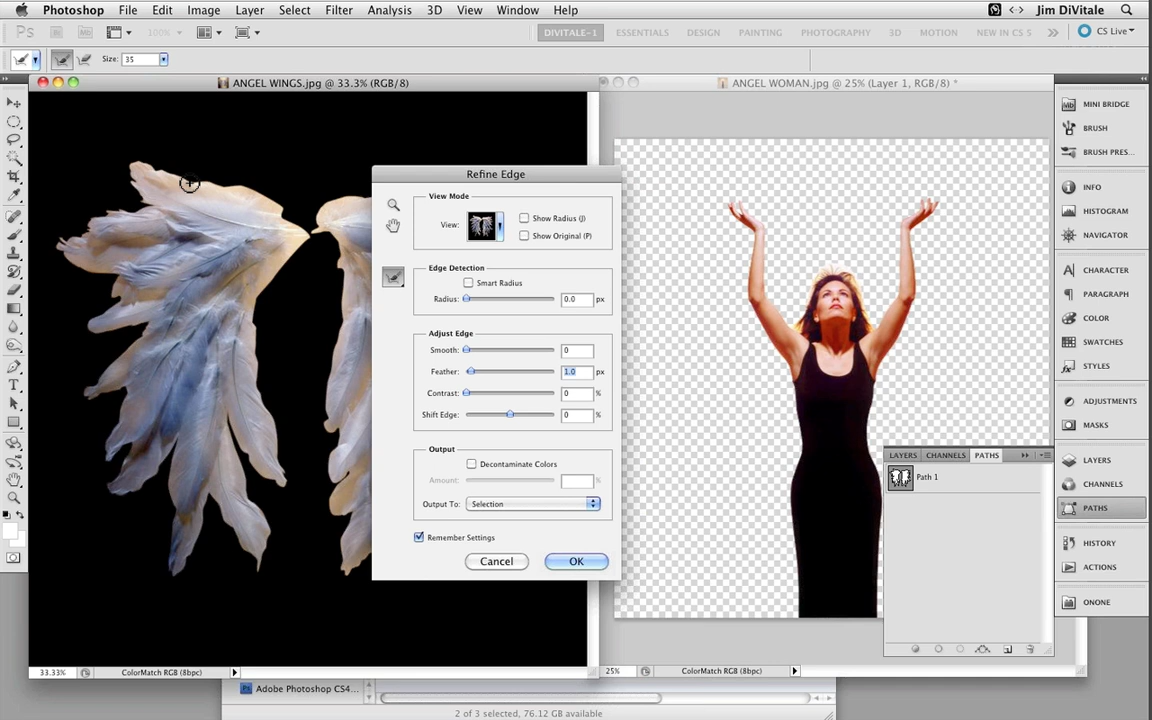 Photoshop File Edit Image Layer Select Filter Analysis 3D View Window Help Jim DiVitale
Ps Br Mb 100% DIVITALE-1 ESSENTIALS DESIGN PAINTING PHOTOGRAPHY 3D MOTION NEW IN CS 5 CS Live
Size: 35
ANGEL WINGS.jpg @ 33.3% (RGB/8)
ANGEL WOMAN.jpg @ 25% (Layer 1, RGB/8) *
Refine Edge
View Mode
View:
Show Radius (J)
Show Original (P)
Edge Detection
Smart Radius
Radius: 0.0 px
Adjust Edge
Smooth: 0
Feather: 1.0 px
Contrast: 0 %
Shift Edge: 0 %
Output
Decontaminate Colors
Amount: %
Output To: Selection
Remember Settings
Cancel OK
MINI BRIDGE
BRUSH
BRUSH PRES...
INFO
HISTOGRAM
NAVIGATOR
CHARACTER
PARAGRAPH
COLOR
SWATCHES
STYLES
ADJUSTMENTS
MASKS
LAYERS
CHANNELS
PATHS
HISTORY
ACTIONS
ONONE
LAYERS CHANNELS PATHS
Path 1
33.33% ColorMatch RGB (8bpc)
25% ColorMatch RGB (8bpc)
Adobe Photoshop CS4...
2 of 3 selected, 76.12 GB available